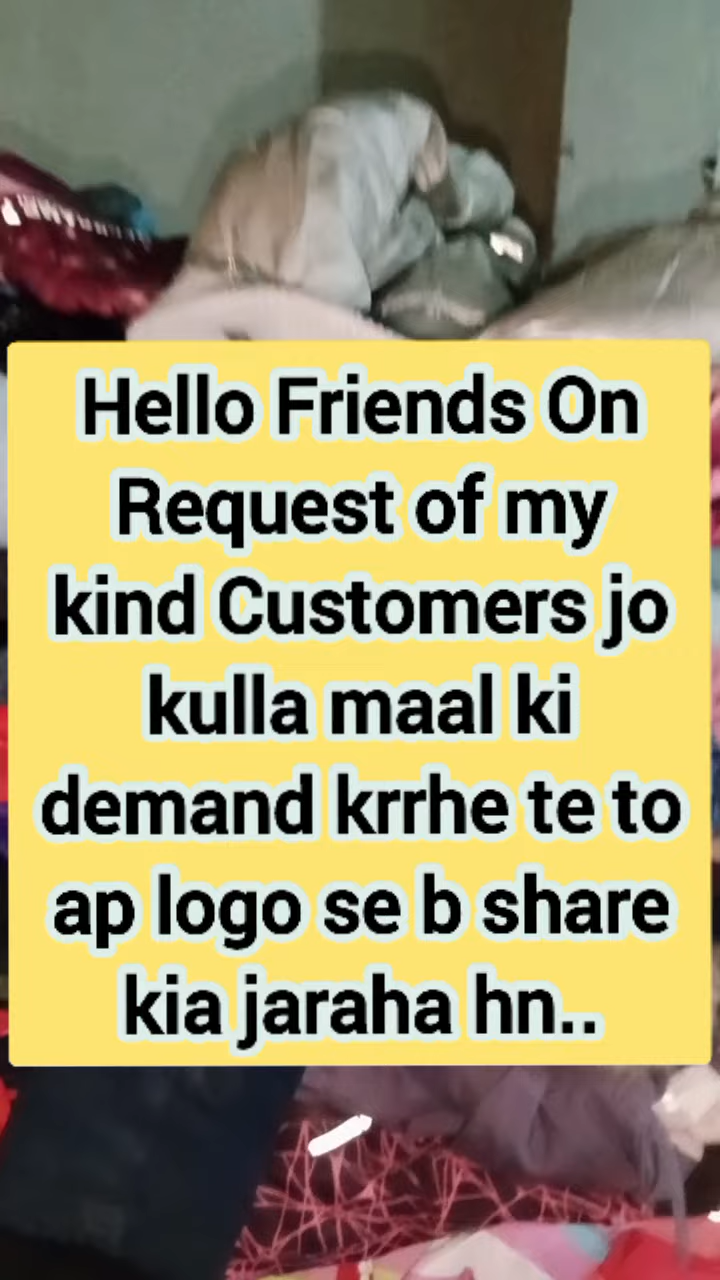 Hello Friends On
Request of my
kind Customers jo
kulla maal ki
demand krrhe te to
ap logo se b share
kia jaraha hn..